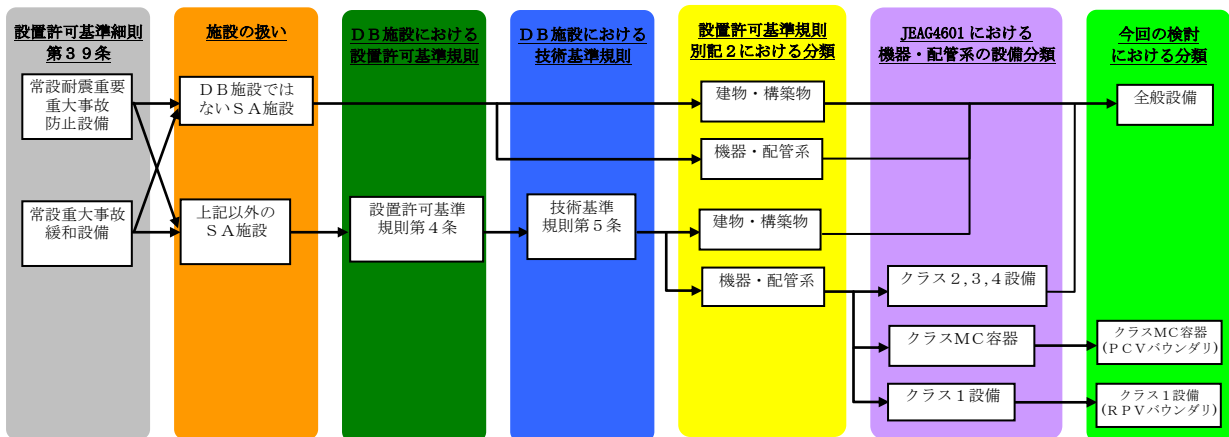 設置許可基準細則
第３９条
常設耐震重要
重大事故
防止設備
常設重大事故
緩和設備
施設の扱い
ＤＢ施設では
ないＳＡ施設
上記以外の
ＳＡ施設
ＤＢ施設における
設置許可基準規則
設置許可基準
規則第４条
ＤＢ施設における
技術基準規則
技術基準
規則第５条
設置許可基準規則
別記２における分類
建物・構築物
機器・配管系
建物・構築物
機器・配管系
JEAG4601における
機器・配管系の設備分類
クラス２,３,４設備
クラスＭＣ容器
クラス１設備
今回の検討
における分類
全般設備
クラスＭＣ容器
(ＰＣＶバウンダリ)
クラス１設備
(ＲＰＶバウンダリ)